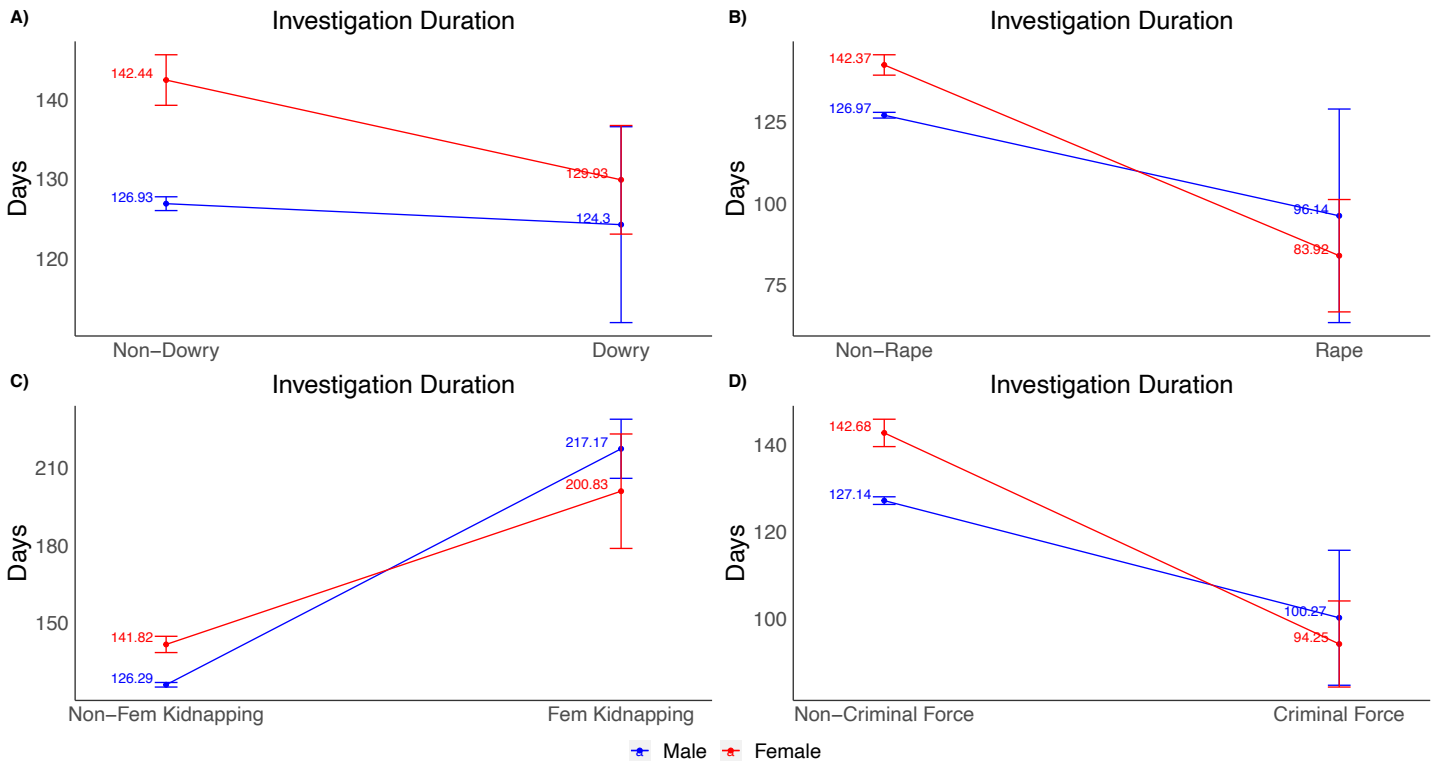 A)
Investigation Duration
Days
140
130
120
142.44
126.93
129.93
124.3
Non−Dowry
Dowry
B)
Investigation Duration
Days
125
100
75
142.37
126.97
96.14
83.92
Non−Rape
Rape
C)
Investigation Duration
Days
210
180
150
217.17
200.83
141.82
126.29
Non−Fem Kidnapping
Fem Kidnapping
D)
Investigation Duration
Days
140
120
100
142.68
127.14
100.27
94.25
Non−Criminal Force
Criminal Force
a Male a Female